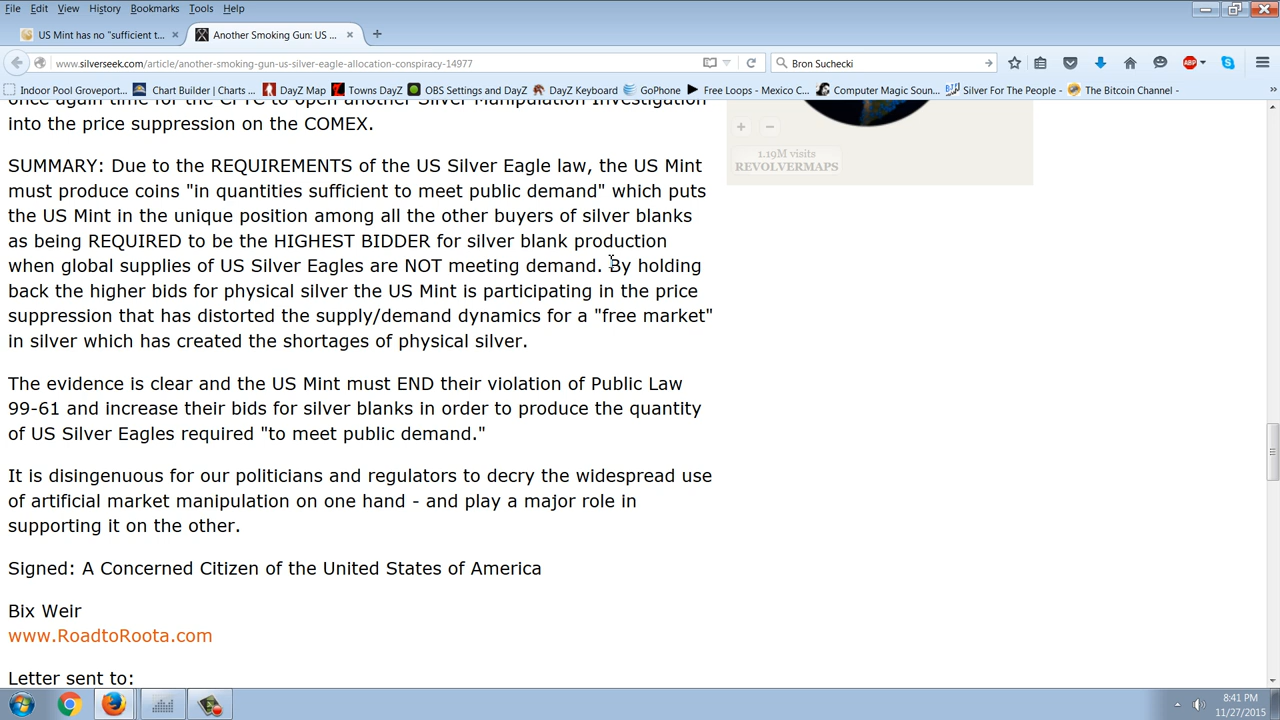 File Edit View History Bookmarks Tools Help
US Mint has no "sufficient t...
Another Smoking Gun: US ...
www.silverseek.com/article/another-smoking-gun-us-silver-eagle-allocation-conspiracy-14977
Bron Suchecki
Indoor Pool Groveport... Chart Builder | Charts ... DayZ Map Towns DayZ OBS Settings and DayZ DayZ Keyboard GoPhone Free Loops - Mexico C... Computer Magic Soun... Silver For The People - The Bitcoin Channel -
once again time for the CFTC to open another Silver Manipulation Investigation
into the price suppression on the COMEX.
SUMMARY: Due to the REQUIREMENTS of the US Silver Eagle law, the US Mint
must produce coins "in quantities sufficient to meet public demand" which puts
the US Mint in the unique position among all the other buyers of silver blanks
as being REQUIRED to be the HIGHEST BIDDER for silver blank production
when global supplies of US Silver Eagles are NOT meeting demand. By holding
back the higher bids for physical silver the US Mint is participating in the price
suppression that has distorted the supply/demand dynamics for a "free market"
in silver which has created the shortages of physical silver.
The evidence is clear and the US Mint must END their violation of Public Law
99-61 and increase their bids for silver blanks in order to produce the quantity
of US Silver Eagles required "to meet public demand."
It is disingenuous for our politicians and regulators to decry the widespread use
of artificial market manipulation on one hand - and play a major role in
supporting it on the other.
Signed: A Concerned Citizen of the United States of America
Bix Weir
www.RoadtoRoota.com
Letter sent to:
1.19M visits
REVOLVERMAPS
ABP
8:41 PM
11/27/2015